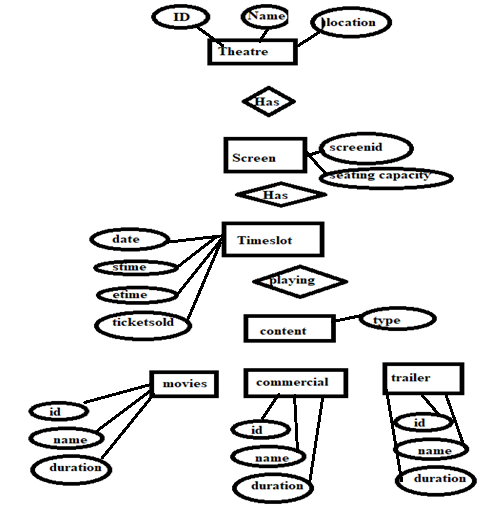 ID
Name
location
Theatre
Has
Screen
screenid
seating capacity
Has
date
Timeslot
stime
etime
playing
ticketsold
content
type
movies
commercial
trailer
id
name
duration
id
name
duration
id
name
duration